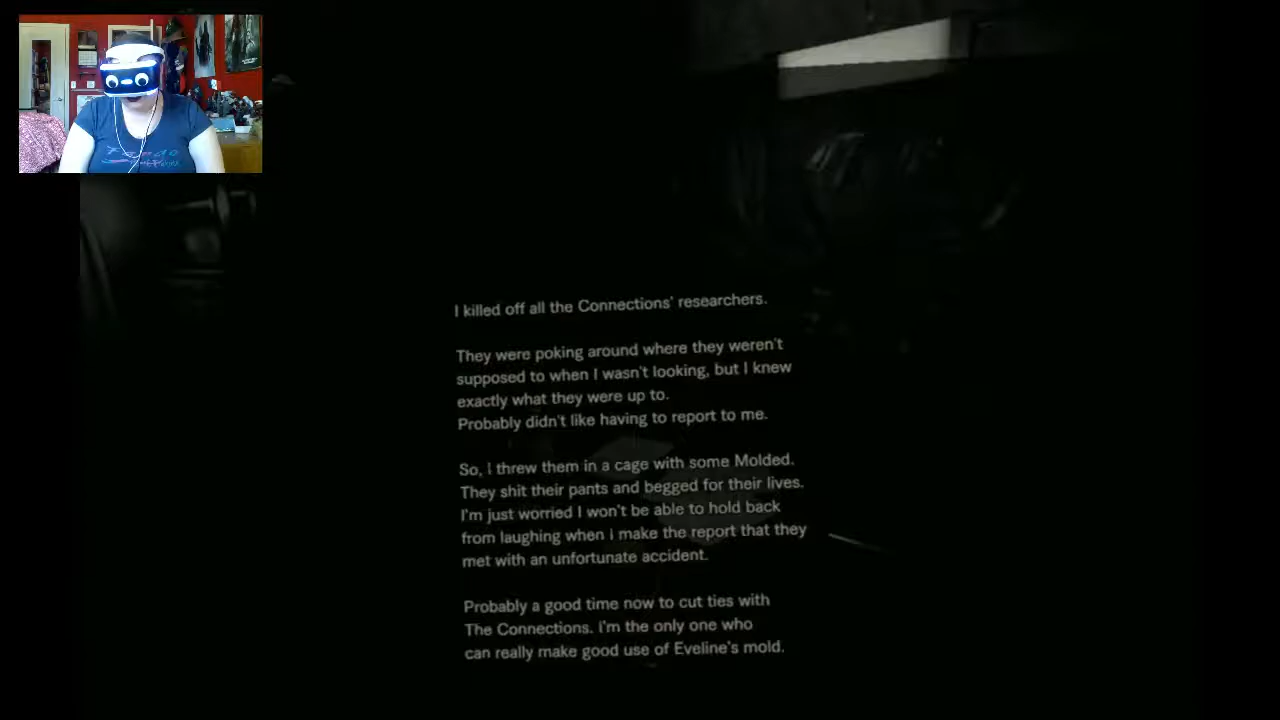 I killed off all the Connections' researchers.
They were poking around where they weren't
supposed to when I wasn't looking, but I knew
exactly what they were up to.
Probably didn't like having to report to me.
So, I threw them in a cage with some Molded.
They shit their pants and begged for their lives.
I'm just worried I won't be able to hold back
from laughing when I make the report that they
met with an unfortunate accident.
Probably a good time now to cut ties with
The Connections. I'm the only one who
can really make good use of Eveline's mold.